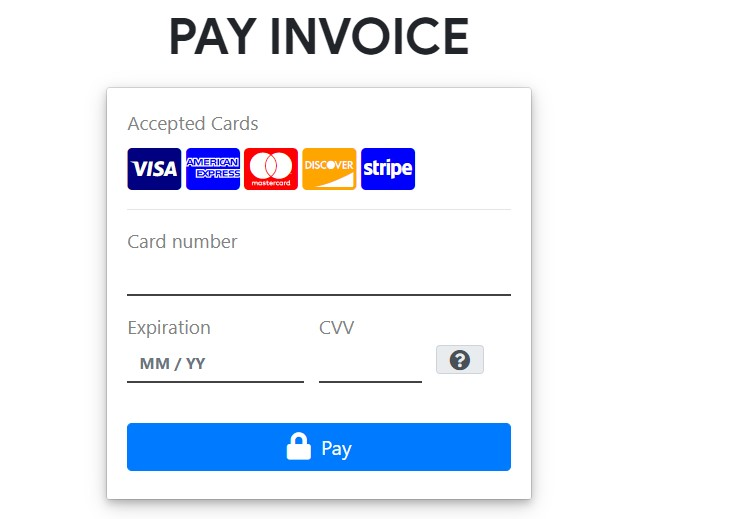 PAY INVOICE
Accepted Cards
VISA AMERICAN EXPRESS mastercard DISCOVER stripe
Card number
Expiration CVV
MM / YY ?
Pay